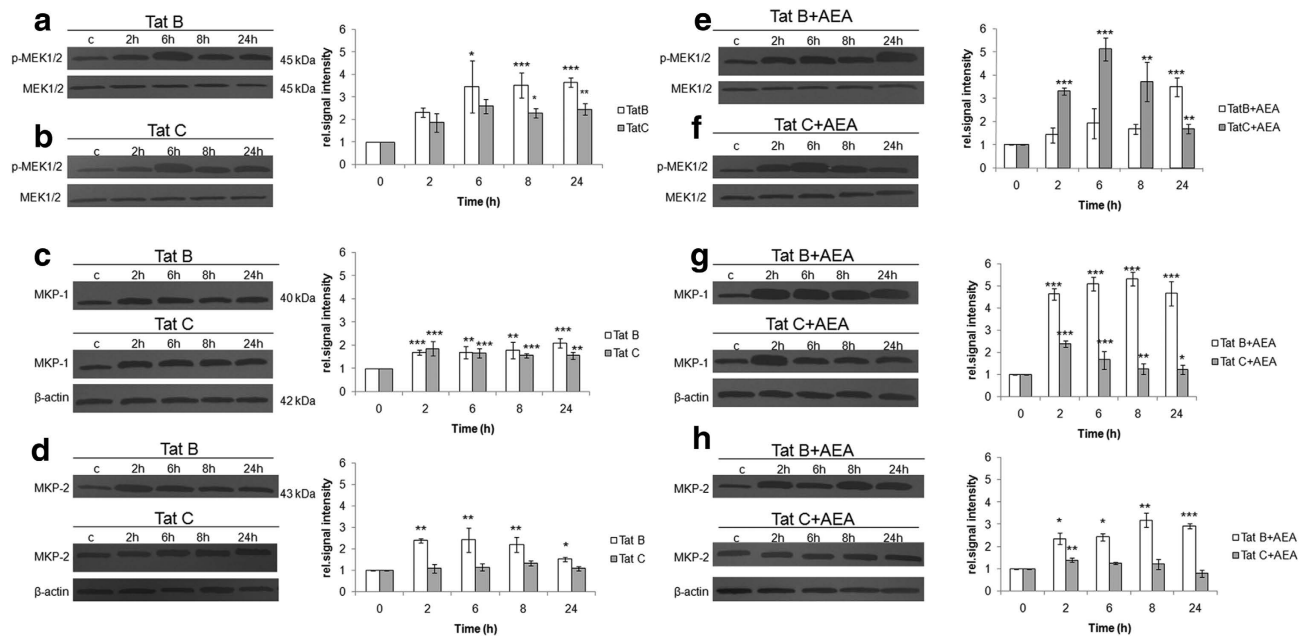 a
Tat B
c 2h 6h 8h 24h
p-MEK1/2 45 kDa
MEK1/2 45 kDa
b
Tat C
c 2h 6h 8h 24h
p-MEK1/2
MEK1/2
rel.signal intensity
6
5
4
3
2
1
0
* *** *** * **
0 2 6 8 24
Time (h)
TatB
TatC
e
Tat B+AEA
c 2h 6h 8h 24h
p-MEK1/2
MEK1/2
f
Tat C+AEA
c 2h 6h 8h 24h
p-MEK1/2
MEK1/2
rel.signal intensity
6
5
4
3
2
1
0
*** *** ** *** **
0 2 6 8 24
Time (h)
TatB+AEA
TatC+AEA
c
Tat B
c 2h 6h 8h 24h
MKP-1 40 kDa
Tat C
c 2h 6h 8h 24h
MKP-1
β-actin 42 kDa
rel.signal intensity
6
5
4
3
2
1
0
*** *** ** *** ** *** *** **
0 2 6 8 24
Time (h)
Tat B
Tat C
g
Tat B+AEA
c 2h 6h 8h 24h
MKP-1
Tat C+AEA
c 2h 6h 8h 24h
MKP-1
β-actin
rel.signal intensity
6
5
4
3
2
1
0
*** *** *** *** *** *** ** *
0 2 6 8 24
Time (h)
Tat B+AEA
Tat C+AEA
d
Tat B
c 2h 6h 8h 24h
MKP-2 43 kDa
Tat C
c 2h 6h 8h 24h
MKP-2
β-actin
rel.signal intensity
6
5
4
3
2
1
0
** ** ** *
0 2 6 8 24
Time (h)
Tat B
Tat C
h
Tat B+AEA
c 2h 6h 8h 24h
MKP-2
Tat C+AEA
c 2h 6h 8h 24h
MKP-2
β-actin
rel.signal intensity
6
5
4
3
2
1
0
* ** * ** ***
0 2 6 8 24
Time (h)
Tat B+AEA
Tat C+AEA